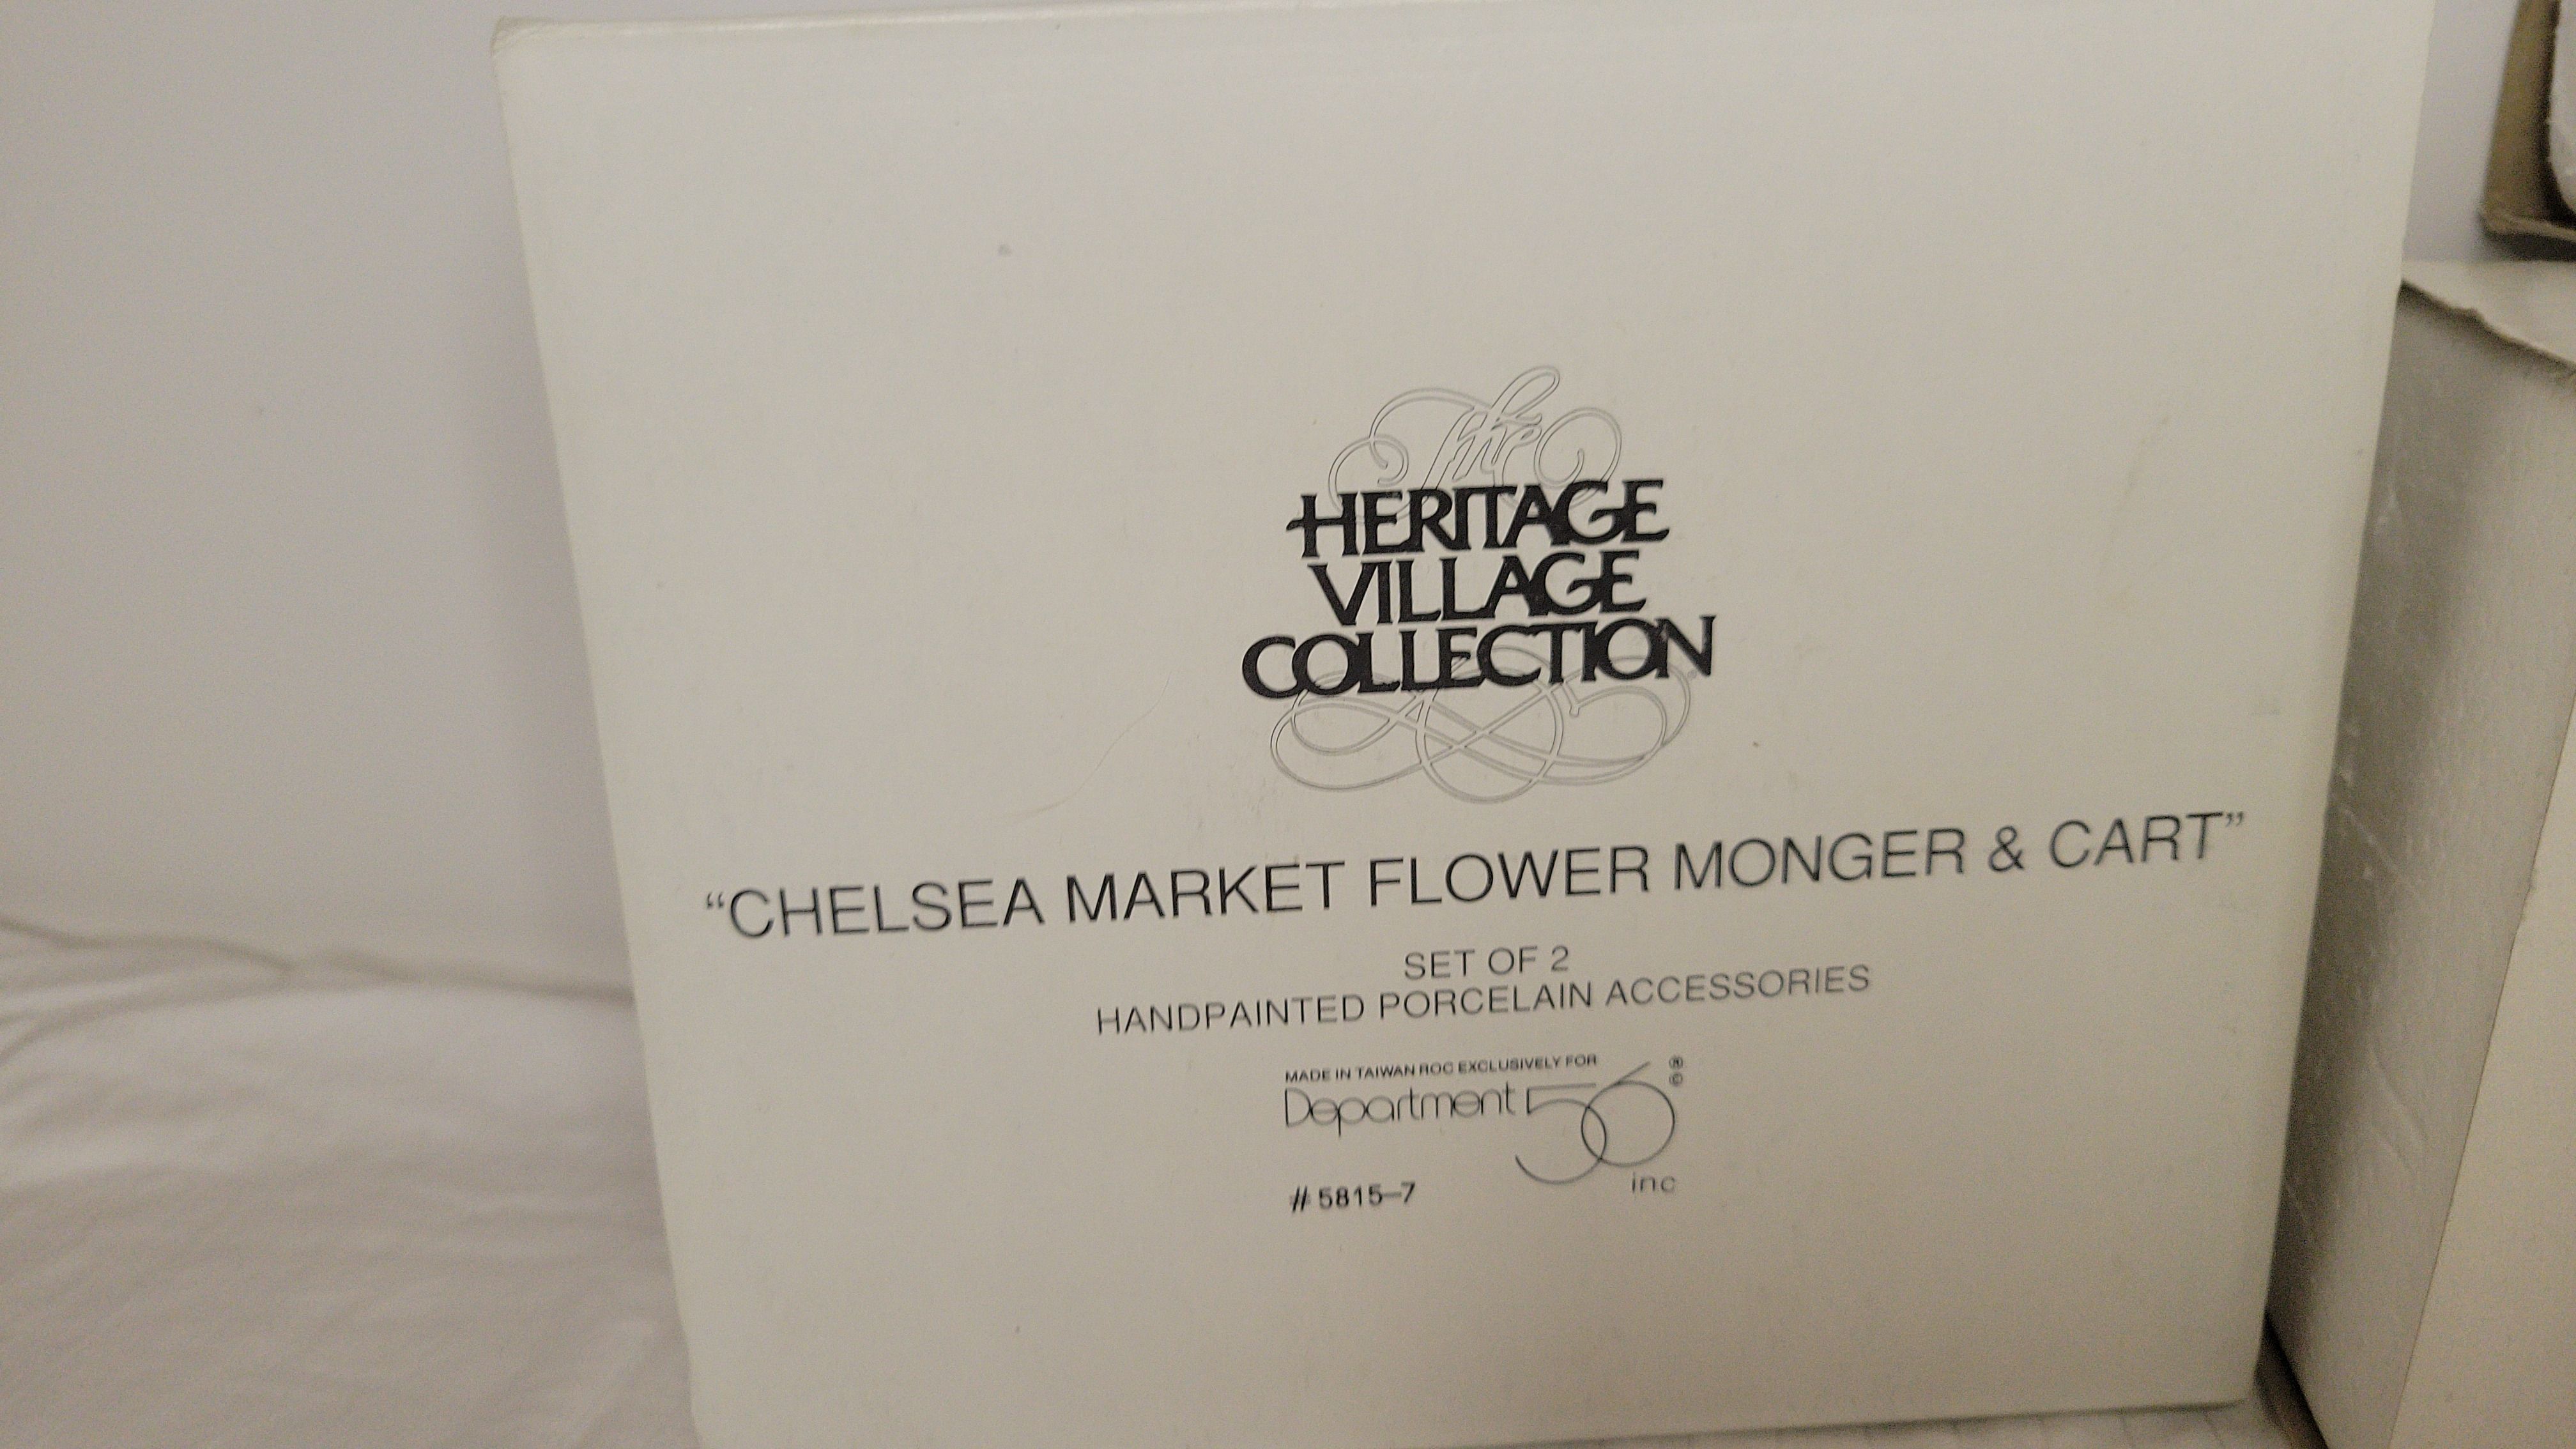 The
HERITAGE
VILLAGE
COLLECTION
“CHELSEA MARKET FLOWER MONGER & CART”
SET OF 2
HANDPAINTED PORCELAIN ACCESSORIES
MADE IN TAIWAN ROC EXCLUSIVELY FOR
Department 56 ® ©
inc
# 5815–7